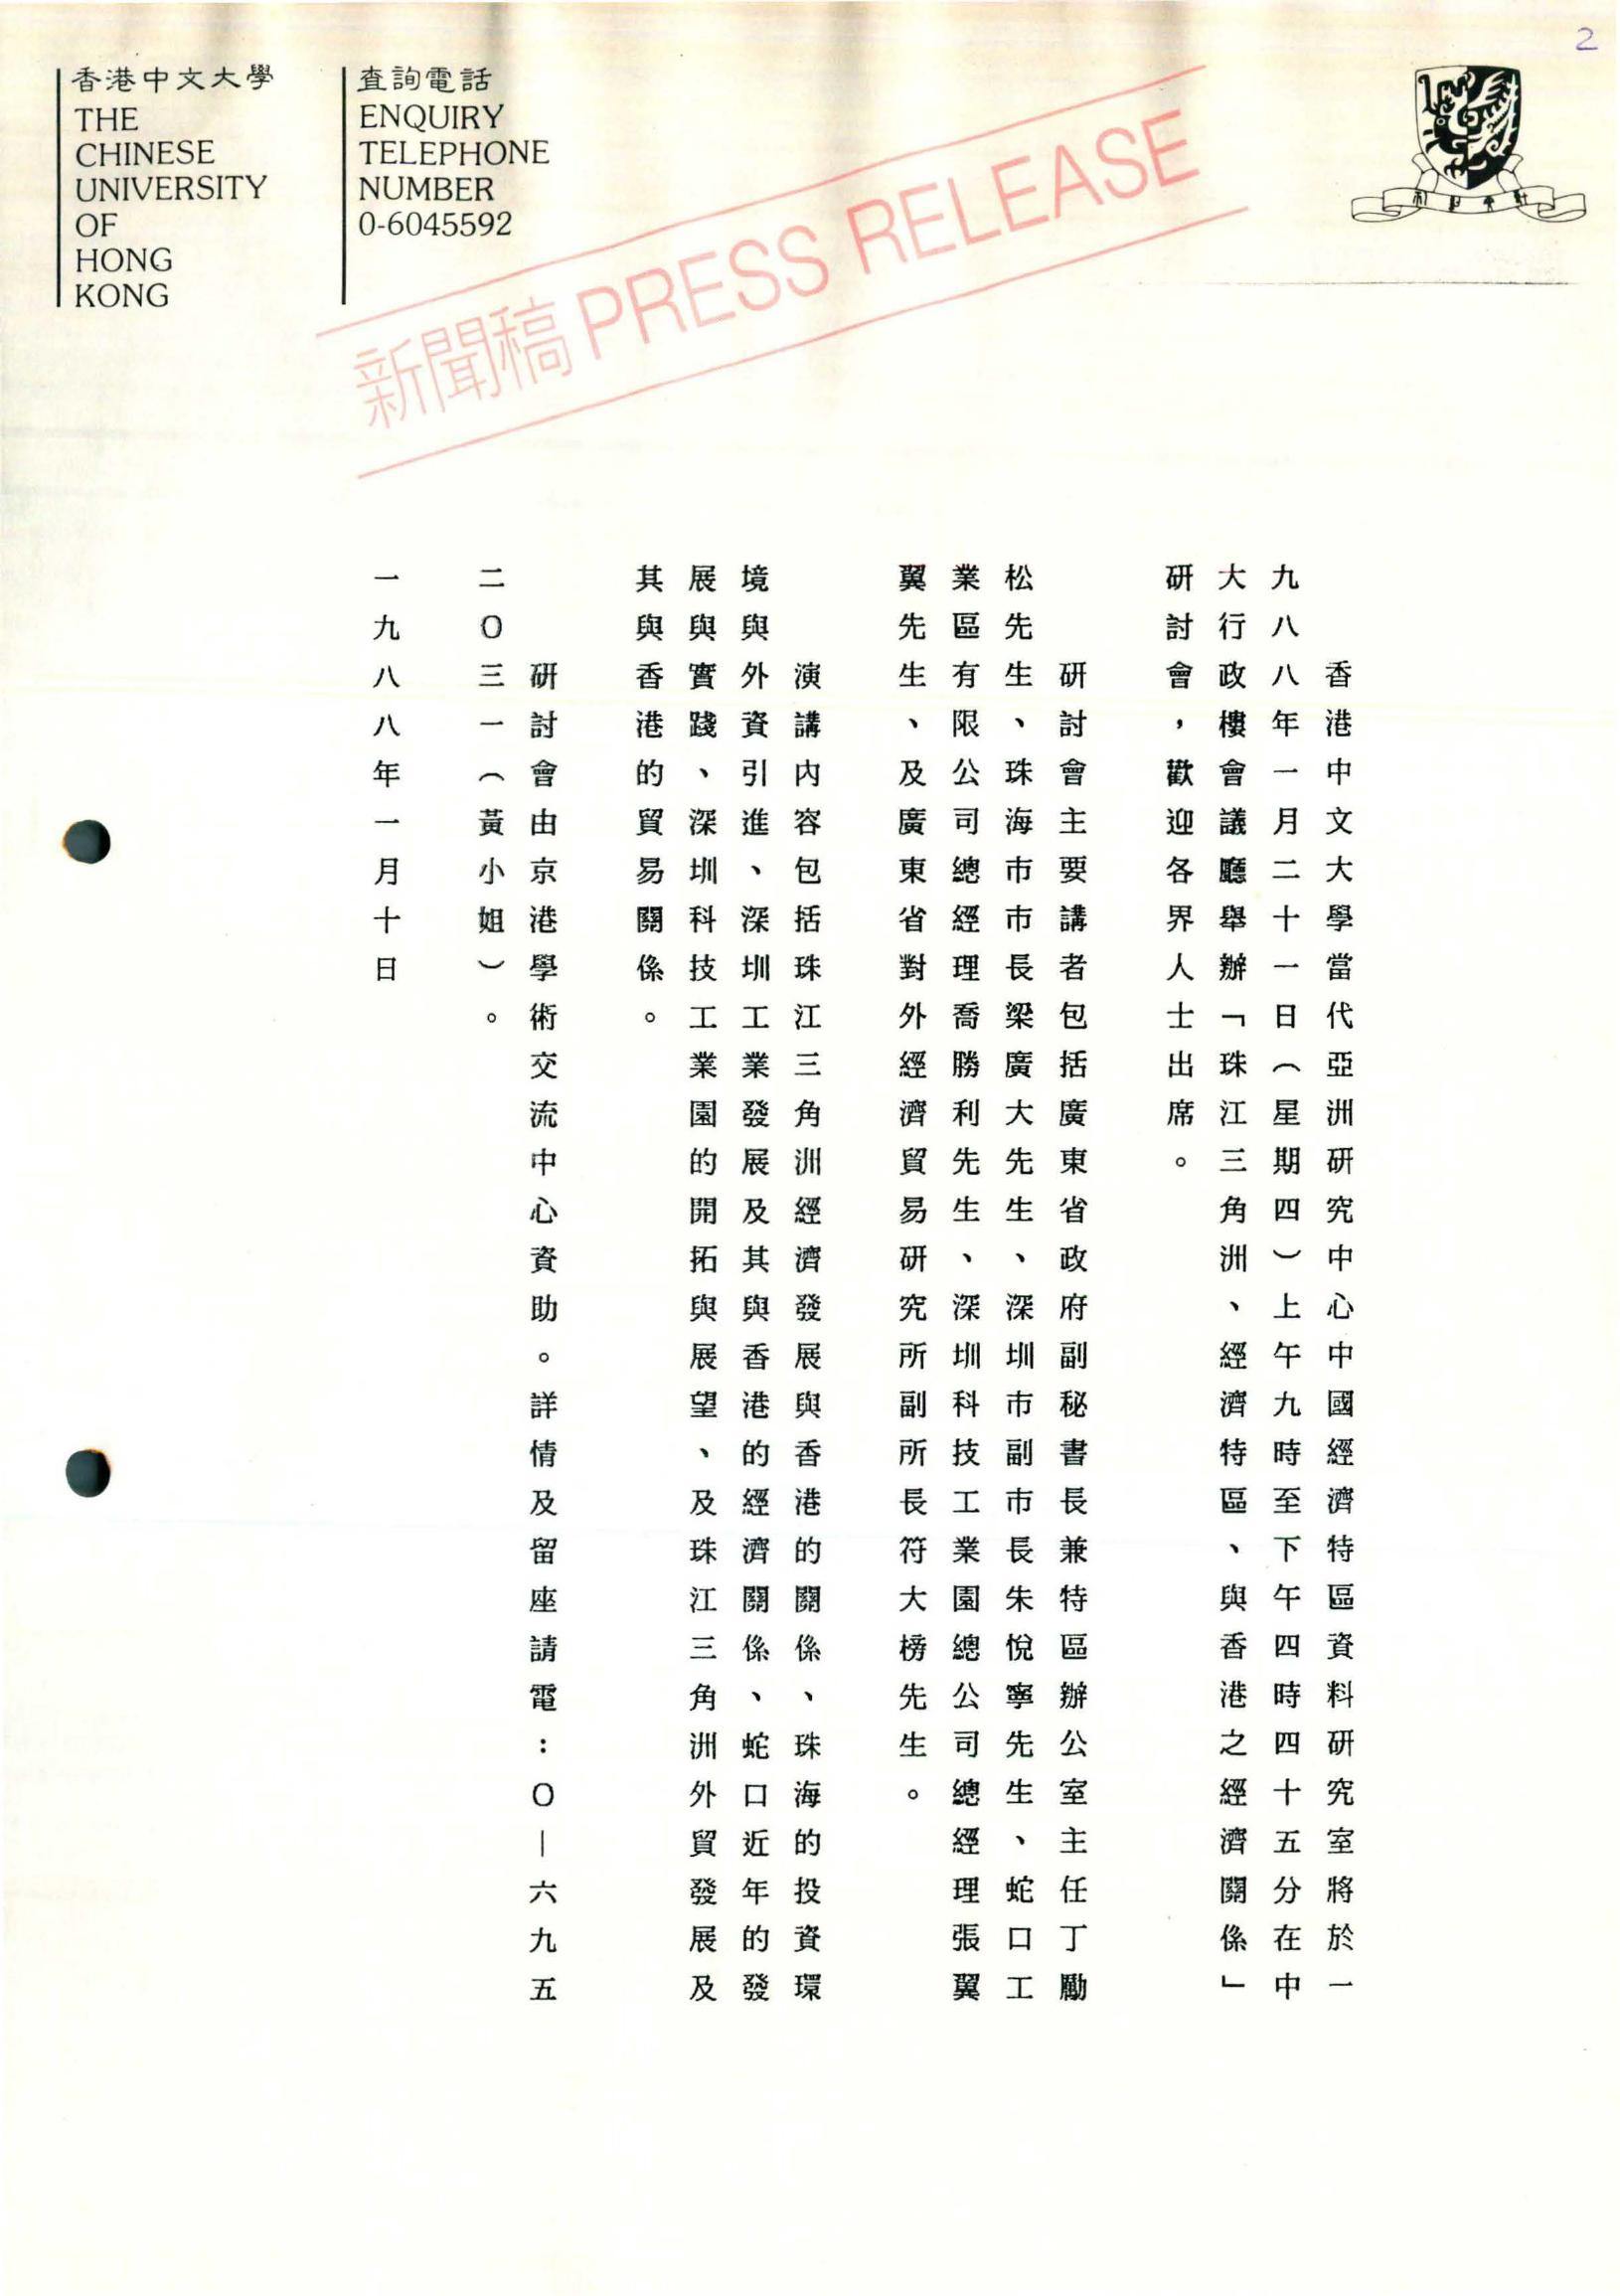 2
香港中文大學
THE
CHINESE
UNIVERSITY
OF
HONG
KONG
查詢電話
ENQUIRY
TELEPHONE
NUMBER
0-6045592
新聞稿 PRESS RELEASE
香港中文大學當代亞洲研究中心中國經濟特區資料研究室將於一
九八八年一月二十一日（星期四）上午九時至下午四時四十五分在中
大行政樓會議廳舉辦「珠江三角洲、經濟特區、與香港之經濟關係」
研討會，歡迎各界人士出席。
研討會主要講者包括廣東省政府副秘書長兼特區辦公室主任丁勵
松先生、珠海市市長梁廣大先生、深圳市副市長朱悅寧先生、蛇口工
業區有限公司總經理喬勝利先生、深圳科技工業園總公司總經理張翼
翼先生、及廣東省對外經濟貿易研究所副所長符大榜先生。
演講內容包括珠江三角洲經濟發展與香港的關係、珠海的投資環
境與外資引進、深圳工業發展及其與香港的經濟關係、蛇口近年的發
展與實踐、深圳科技工業園的開拓與展望、及珠江三角洲外貿發展及
其與香港的貿易關係。
研討會由京港學術交流中心資助。詳情及留座請電：〇—六九五
二〇三一（黃小姐）。
一九八八年一月十日